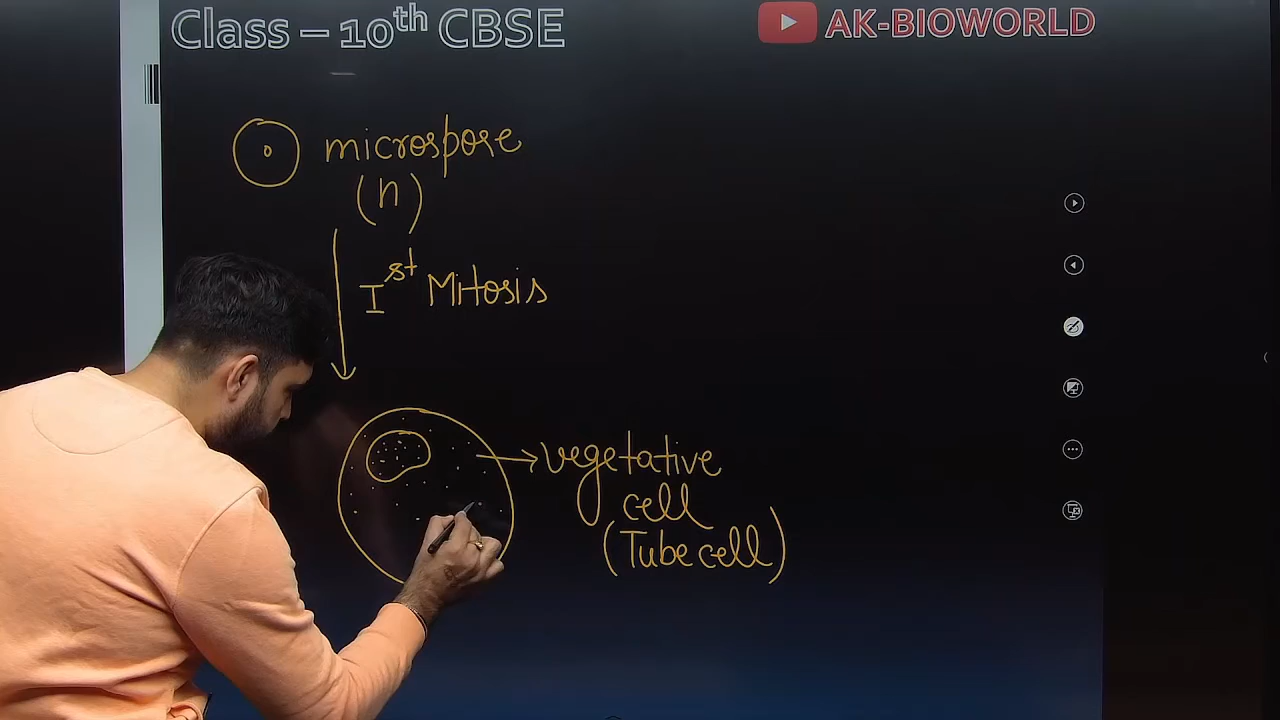 Class – 10th CBSE
AK-BIOWORLD
microspore
(n)
Ist Mitosis
vegetative
cell
(Tube cell)